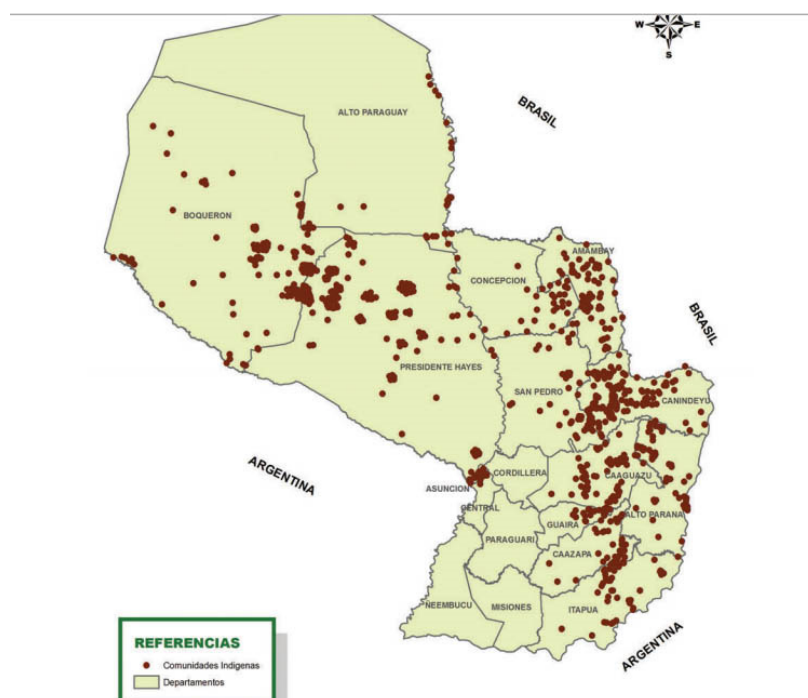 W
E
S
BRASIL
ALTO PARAGUAY
BOQUERON
AMAMBAY
CONCEPCION
BRASIL
PRESIDENTE HAYES
SAN PEDRO
CANINDEYU
ARGENTINA
CORDILLERA
CAAGUAZU
ASUNCION
CENTRAL
ALTO PARANA
GUAIRA
PARAGUARI
CAAZAPA
ÑEEMBUCU
MISIONES
ITAPUA
ARGENTINA
REFERENCIAS
Comunidades Indigenas
Departamentos